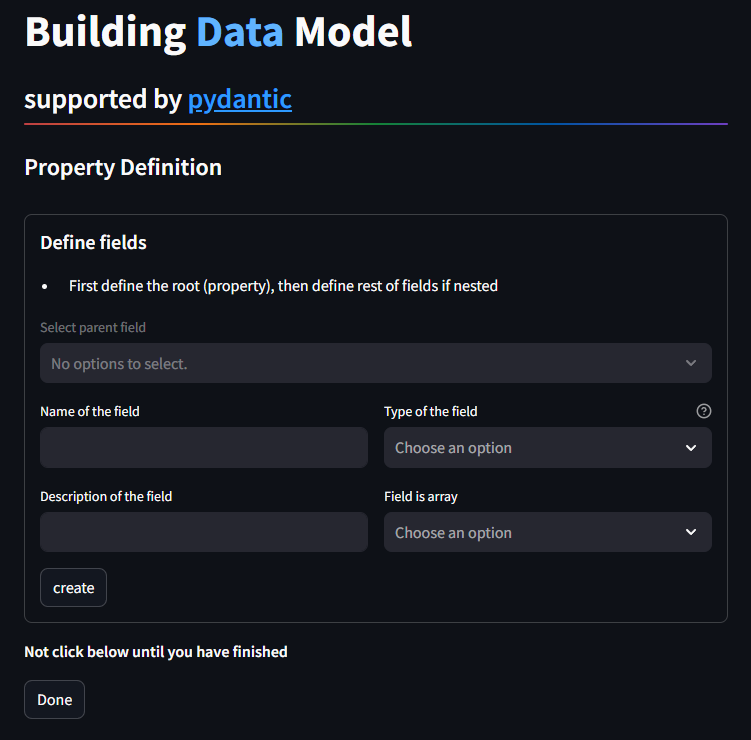 Building Data Model
supported by pydantic
Property Definition
Define fields
• First define the root (property), then define rest of fields if nested
Select parent field
No options to select.
Name of the field
Type of the field
Choose an option
Description of the field
Field is array
Choose an option
create
Not click below until you have finished
Done